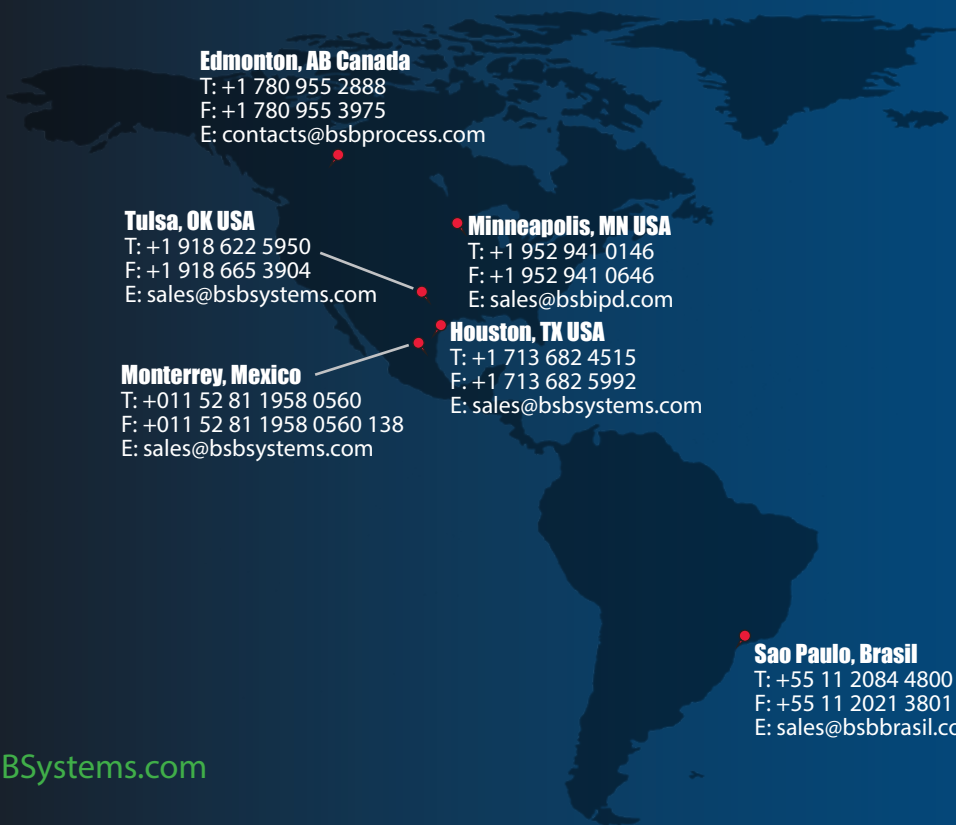 Edmonton, AB Canada
T: +1 780 955 2888
F: +1 780 955 3975
E: contacts@bsbprocess.com
Tulsa, OK USA
T: +1 918 622 5950
F: +1 918 665 3904
E: sales@bsbsystems.com
Minneapolis, MN USA
T: +1 952 941 0146
F: +1 952 941 0646
E: sales@bsbipd.com
Houston, TX USA
T: +1 713 682 4515
F: +1 713 682 5992
E: sales@bsbsystems.com
Monterrey, Mexico
T: +011 52 81 1958 0560
F: +011 52 81 1958 0560 138
E: sales@bsbsystems.com
Sao Paulo, Brasil
T: +55 11 2084 4800
F: +55 11 2021 3801
E: sales@bsbbrasil.co
BSystems.com